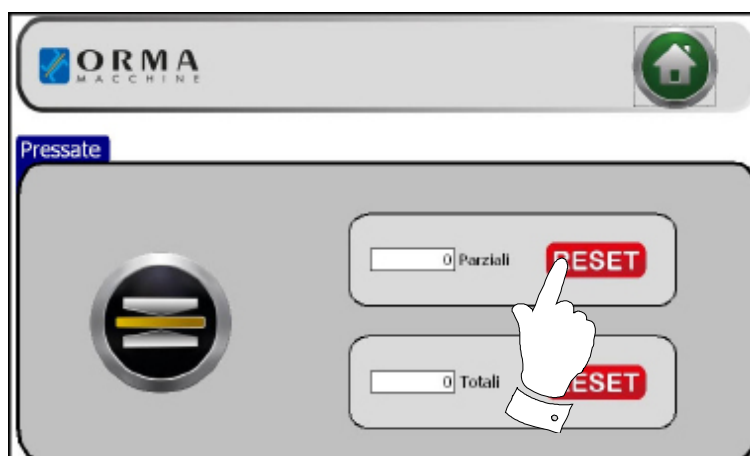 ORMA
MACCHINE
Pressate
0 Parziali RESET
0 Totali RESET